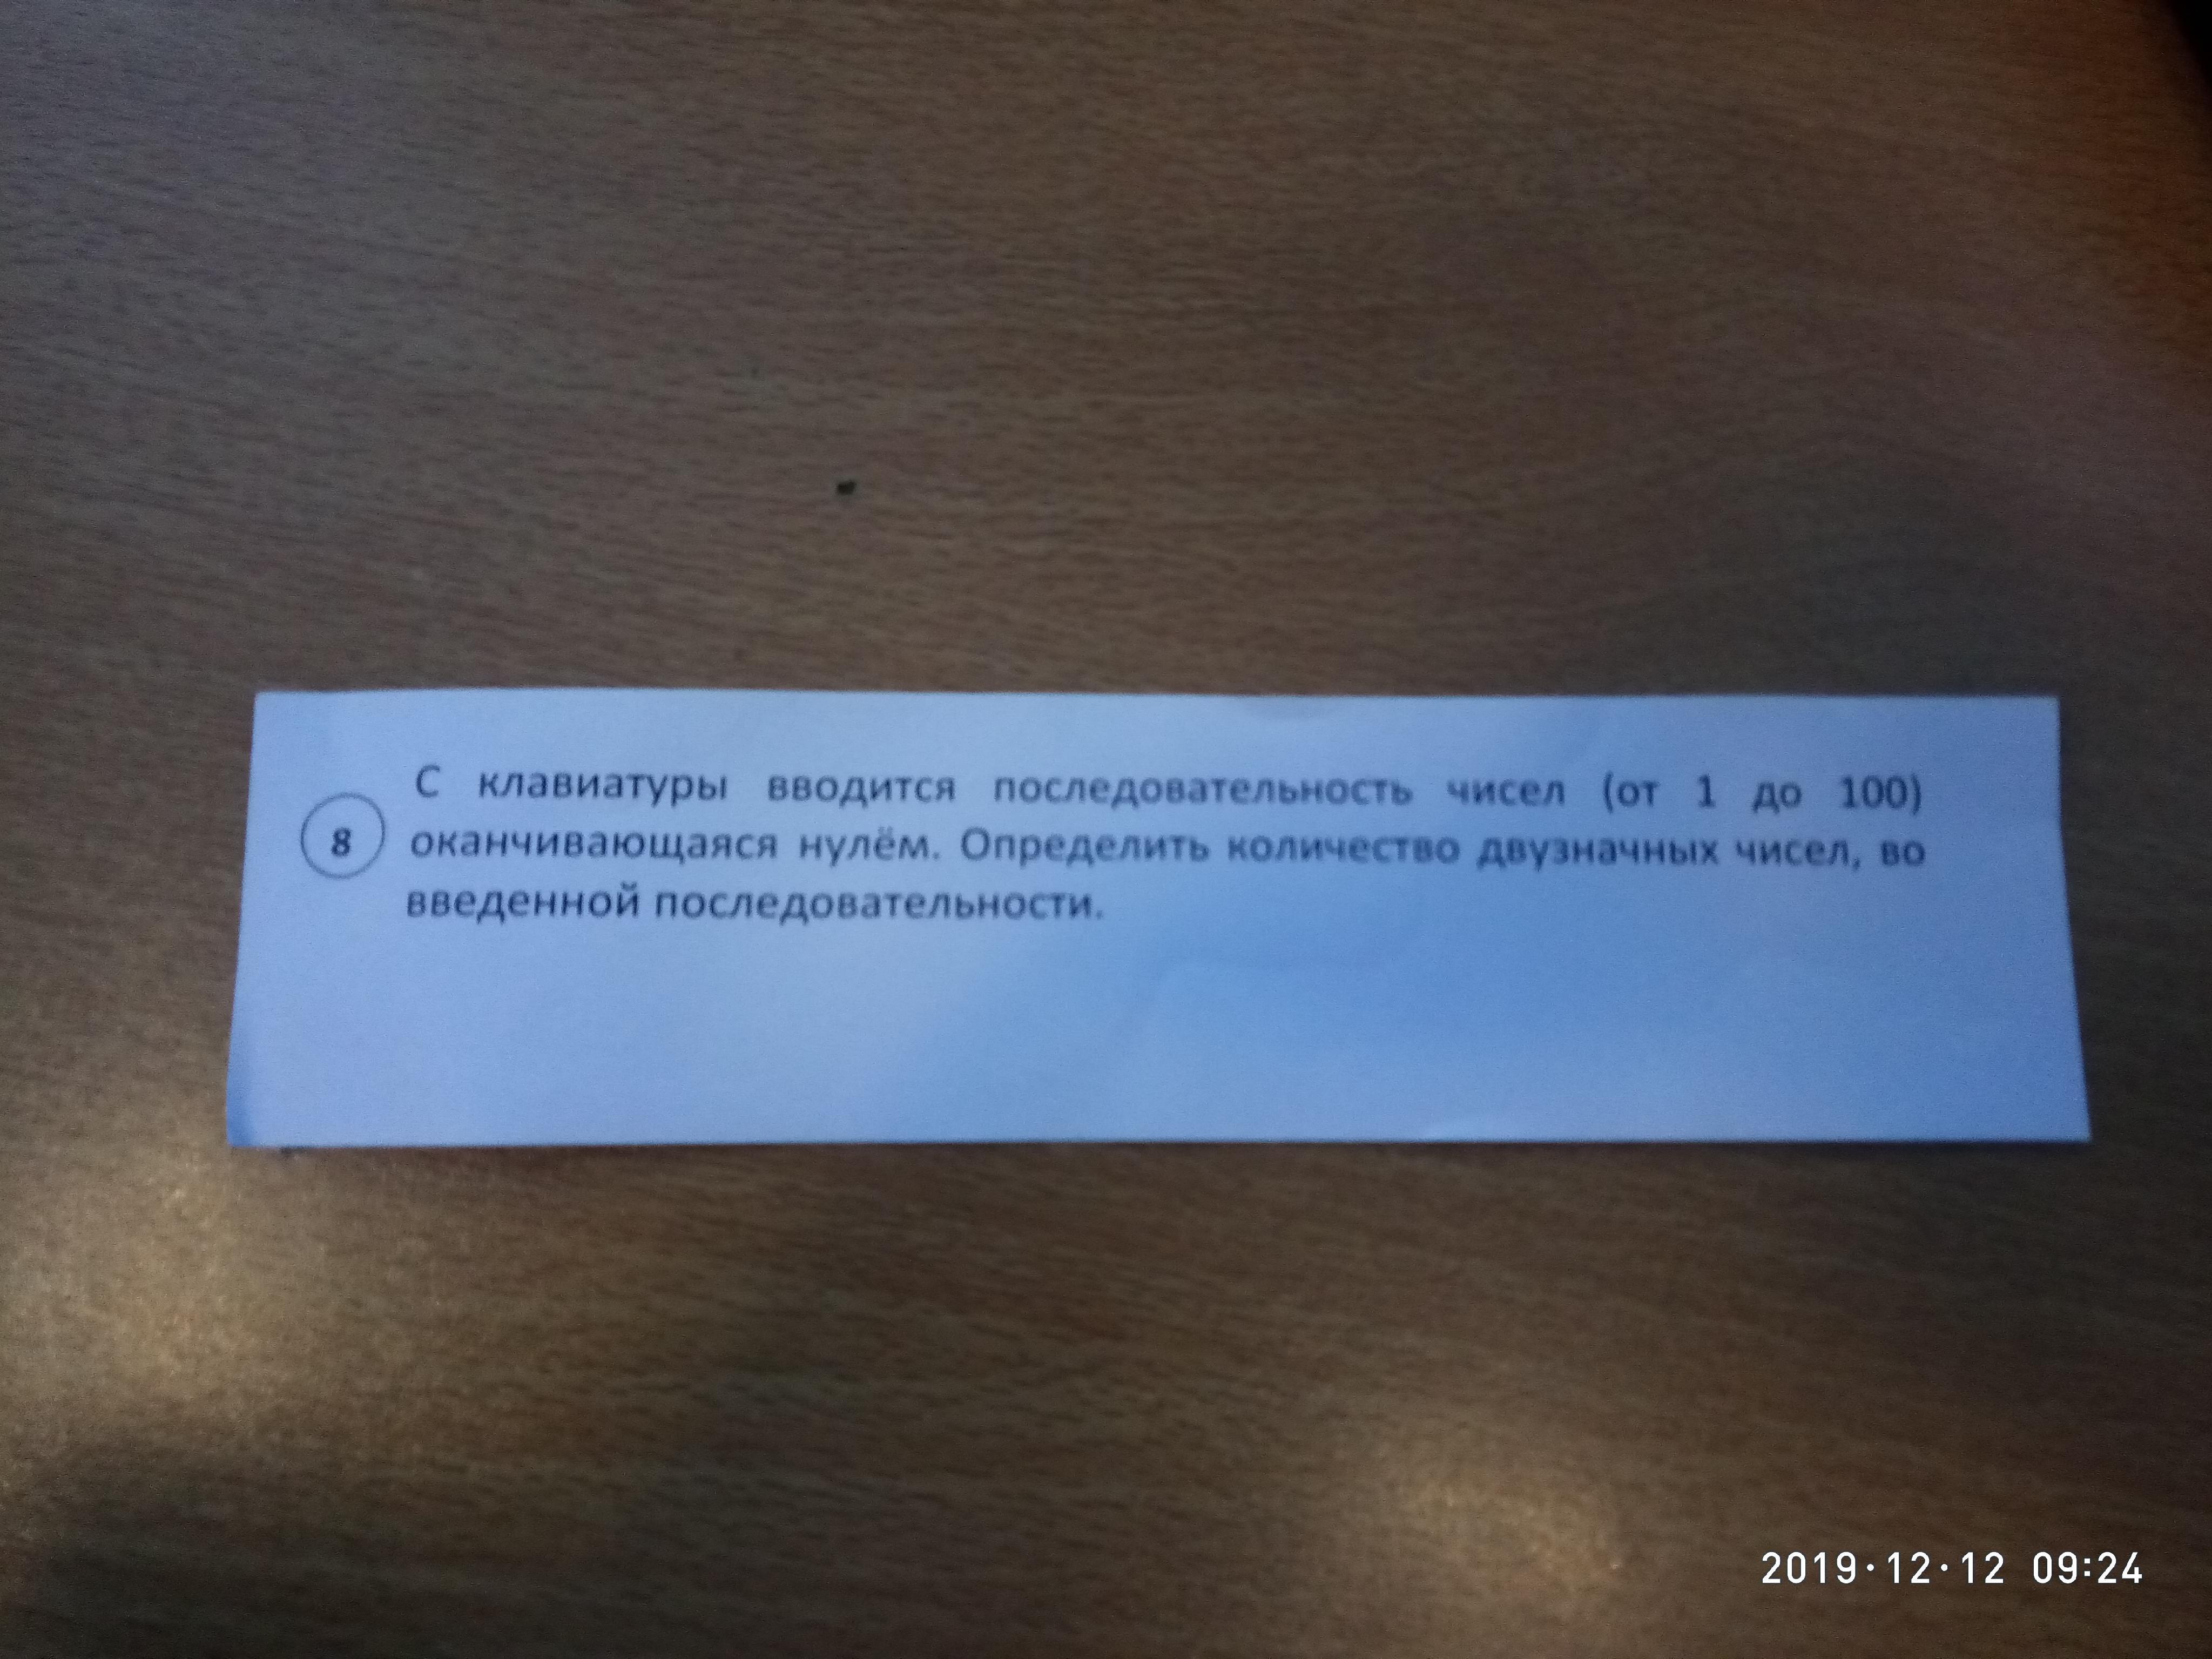 С клавиатуры вводится последовательность чисел (от 1 до 100)
8 оканчивающаяся нулём. Определить количество двузначных чисел, во
введенной последовательности.
2019·12·12 09:24